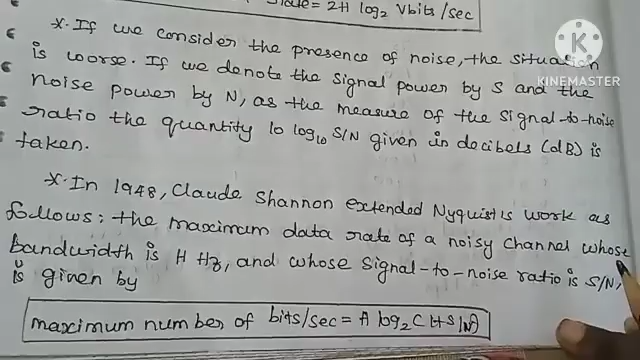 = 2H log2 V bits/sec
*. If we consider the presence of noise, the situation
is worse. If we denote the signal power by S and the
noise power by N, as the measure of the signal-to-noise
ratio the quantity 10 log10 S/N given in decibels (dB) is
taken.
*. In 1948, Claude Shannon extended Nyquist's work as
follows: the maximum data rate of a noisy channel whose
bandwidth is H Hz, and whose signal-to-noise ratio is S/N,
is given by
maximum number of bits/sec = H log2 (1+S/N)
KINEMASTER